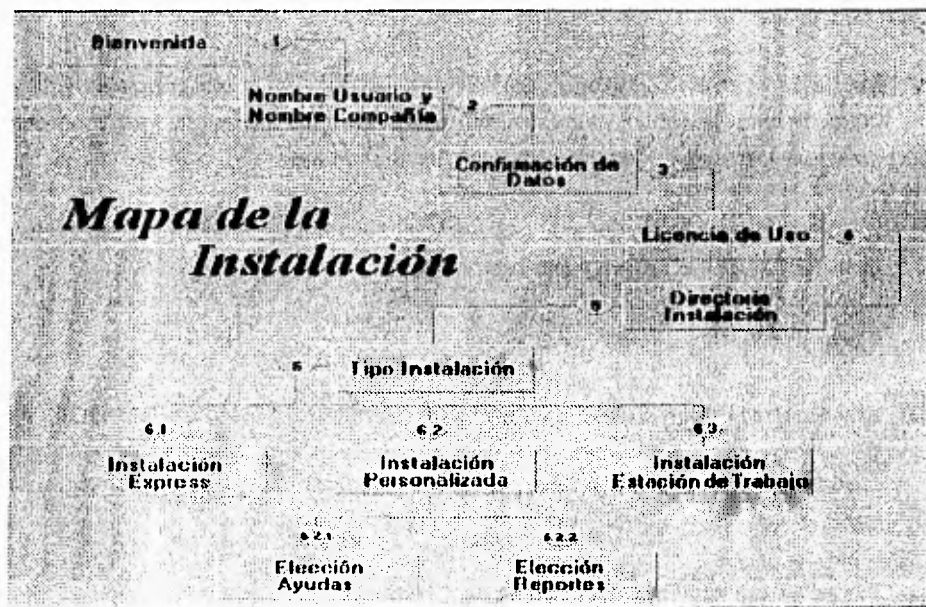 Bienvenida 1
Nombre Usuario y
Nombre Compañía
2
Confirmación de
Datos
3
Mapa de la
Instalación
Licencia de Uso 4
Directorio
Instalación
5
6 Tipo Instalación
6.1 6.2 6.3
Instalación
Express
Instalación
Personalizada
Instalación
Estación de Trabajo
6.2.1 6.2.2
Elección
Ayudas
Elección
Reportes